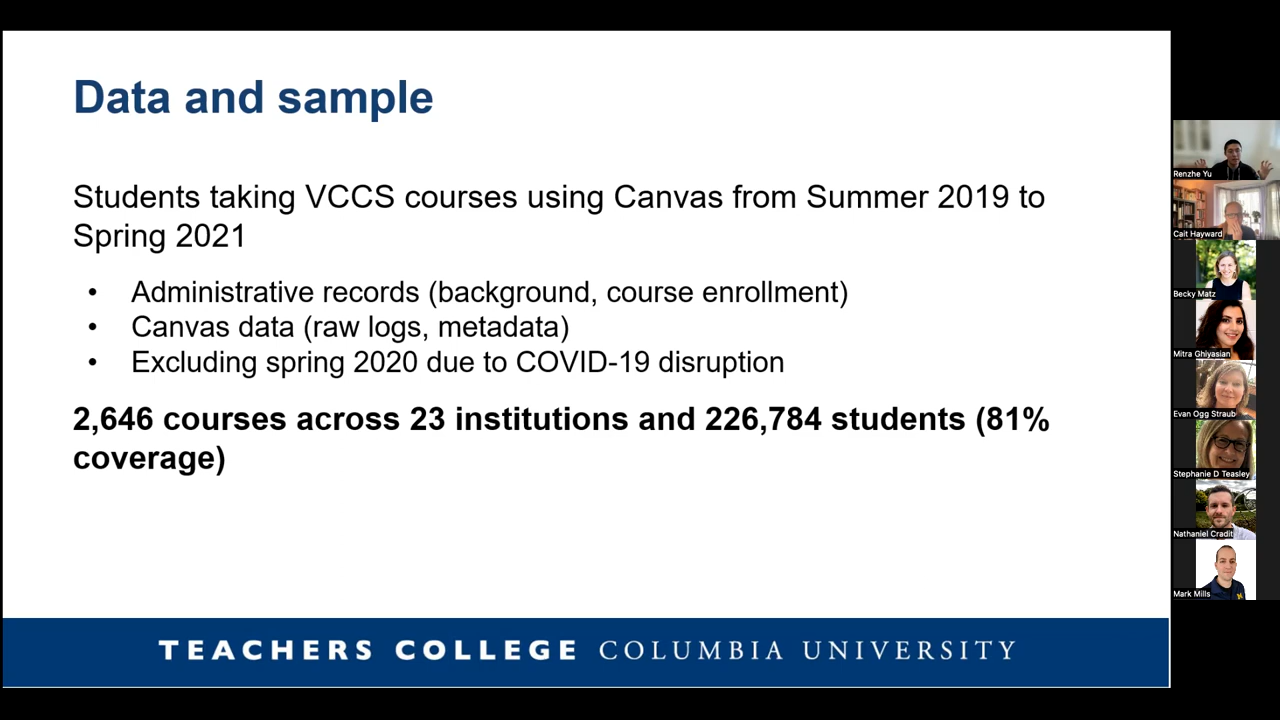 Data and sample
Students taking VCCS courses using Canvas from Summer 2019 to
Spring 2021
• Administrative records (background, course enrollment)
• Canvas data (raw logs, metadata)
• Excluding spring 2020 due to COVID-19 disruption
2,646 courses across 23 institutions and 226,784 students (81%
coverage)
TEACHERS COLLEGE COLUMBIA UNIVERSITY
Renzhe Yu
Cait Hayward
Becky Matz
Mitra Ghiyasian
Evan Ogg Straub
Stephanie D Teasley
Nathaniel Cradit
Mark Mills